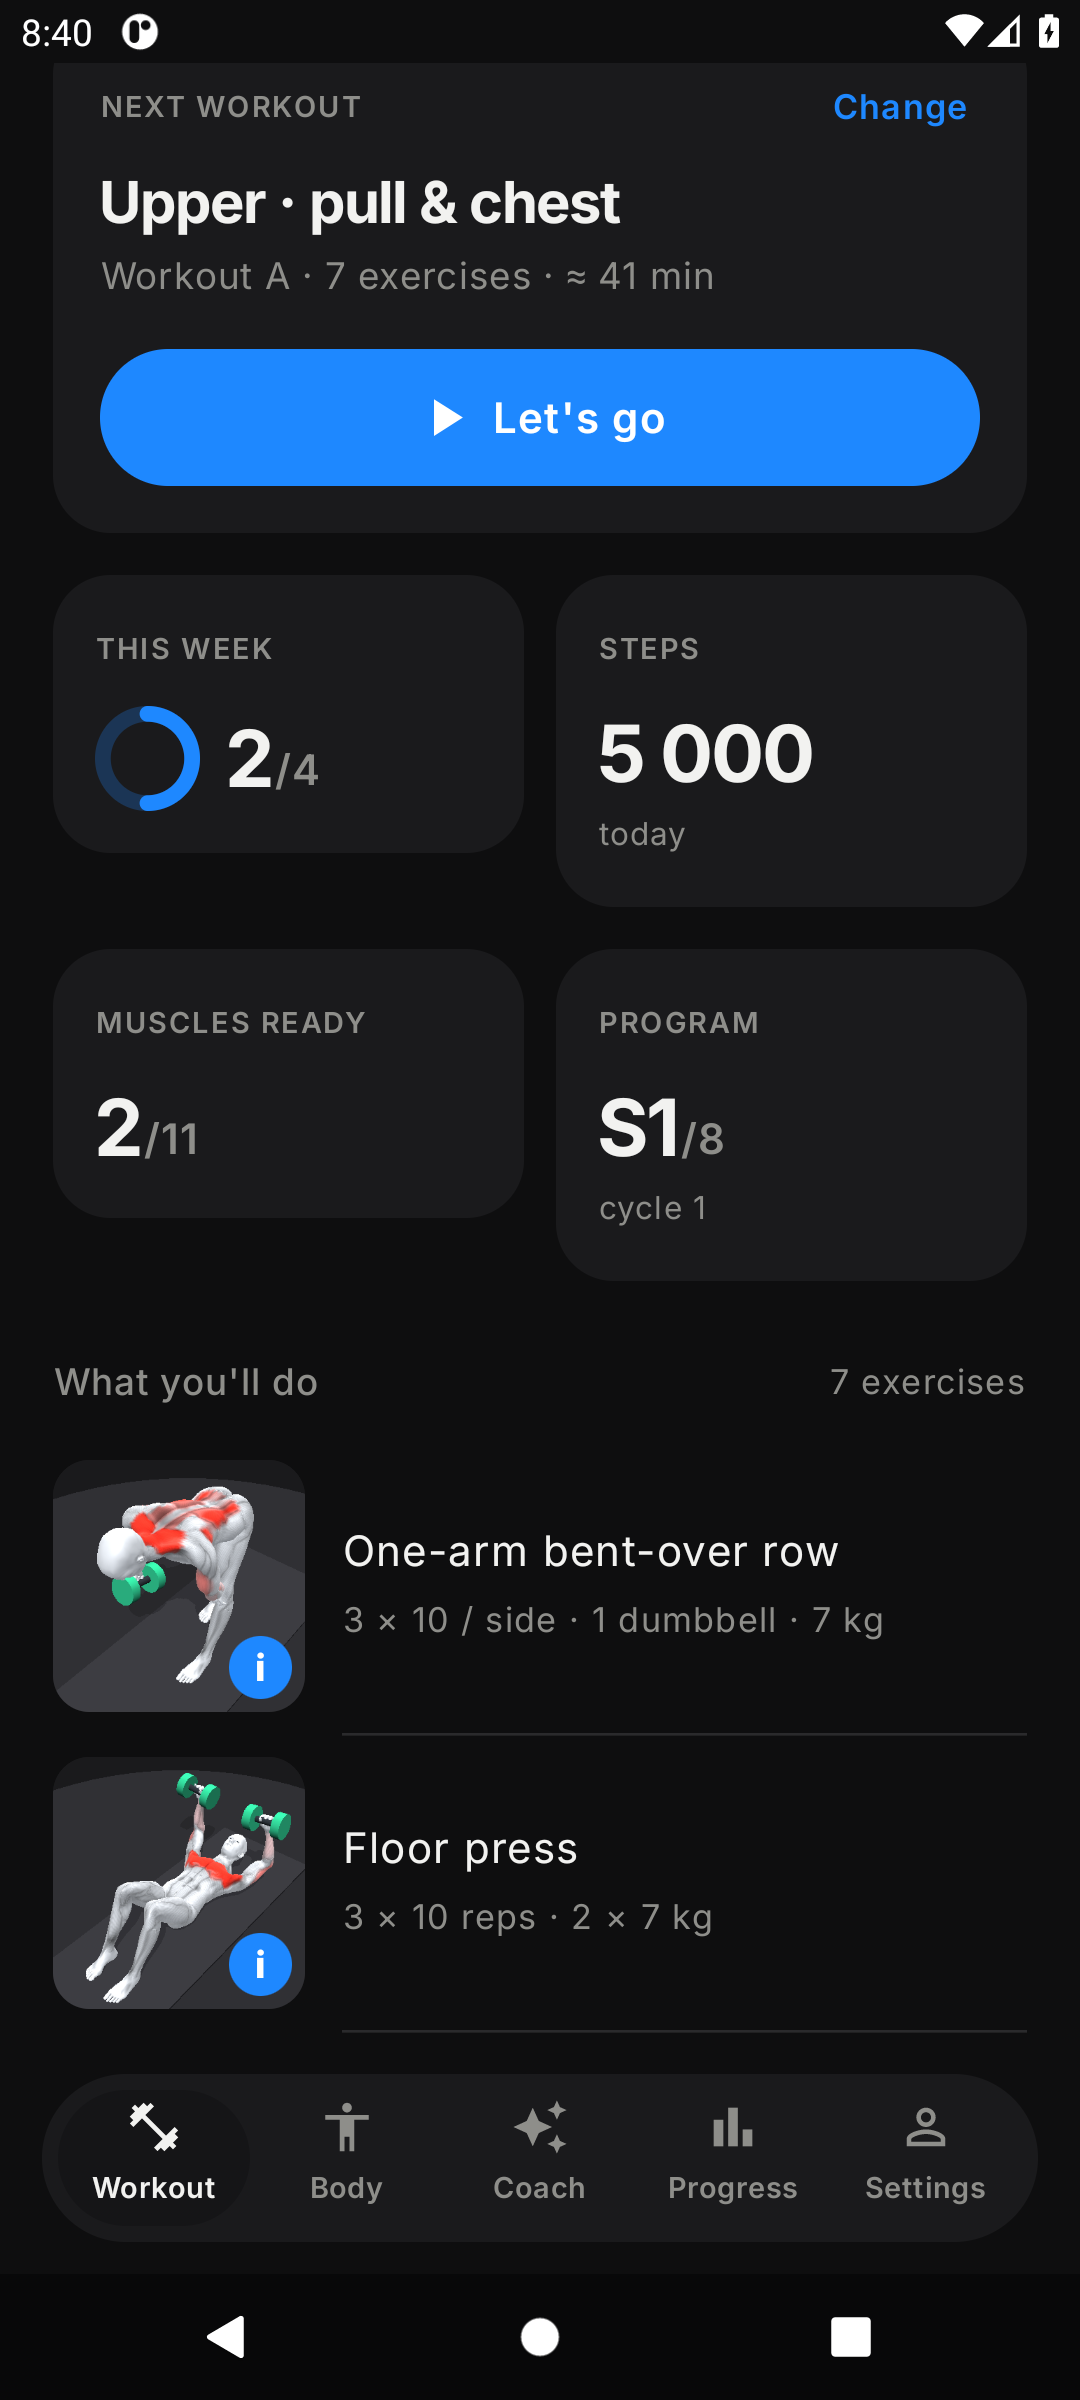 8:40
NEXT WORKOUT
Change
Upper · pull & chest
Workout A · 7 exercises · ≈ 41 min
Let's go
THIS WEEK
2/4
STEPS
5 000
today
MUSCLES READY
2/11
PROGRAM
S1/8
cycle 1
What you'll do
7 exercises
One-arm bent-over row
3 × 10 / side · 1 dumbbell · 7 kg
i
Floor press
3 × 10 reps · 2 × 7 kg
i
Workout
Body
Coach
Progress
Settings